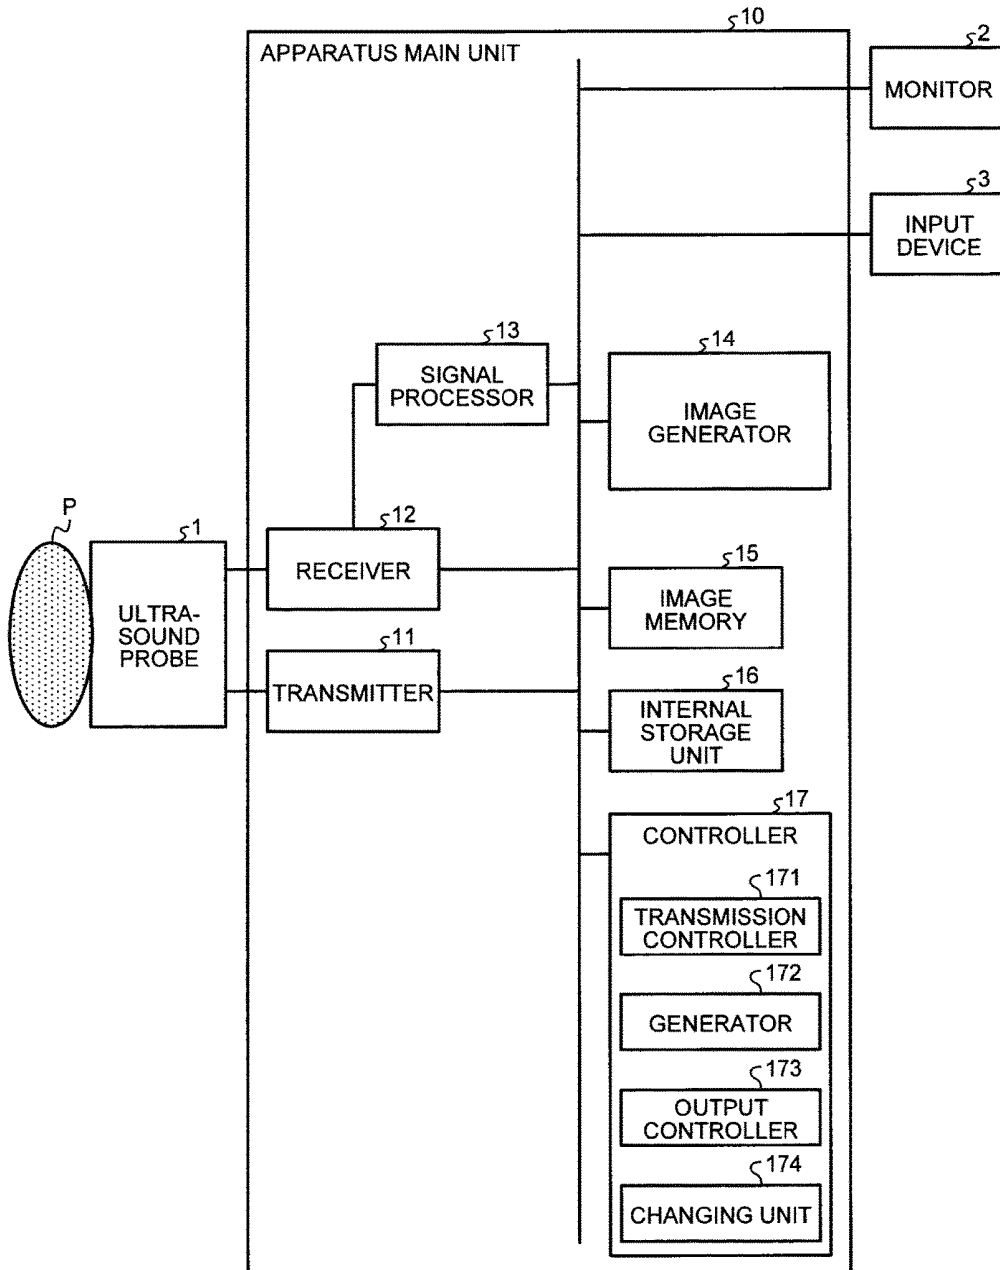 10
APPARATUS MAIN UNIT
2
MONITOR
3
INPUT
DEVICE
13
SIGNAL
PROCESSOR
14
IMAGE
GENERATOR
P
1
ULTRA-
SOUND
PROBE
12
RECEIVER
11
TRANSMITTER
15
IMAGE
MEMORY
16
INTERNAL
STORAGE
UNIT
17
CONTROLLER
171
TRANSMISSION
CONTROLLER
172
GENERATOR
173
OUTPUT
CONTROLLER
174
CHANGING UNIT